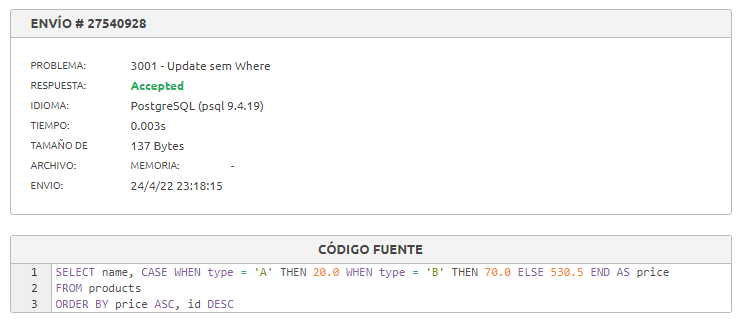 ENVÍO # 27540928
PROBLEMA: 3001 - Update sem Where
RESPUESTA: Accepted
IDIOMA: PostgreSQL (psql 9.4.19)
TIEMPO: 0.003s
TAMAÑO DE 137 Bytes
ARCHIVO: MEMORIA: -
ENVIO: 24/4/22 23:18:15
CÓDIGO FUENTE
1 SELECT name, CASE WHEN type = 'A' THEN 20.0 WHEN type = 'B' THEN 70.0 ELSE 530.5 END AS price
2 FROM products
3 ORDER BY price ASC, id DESC